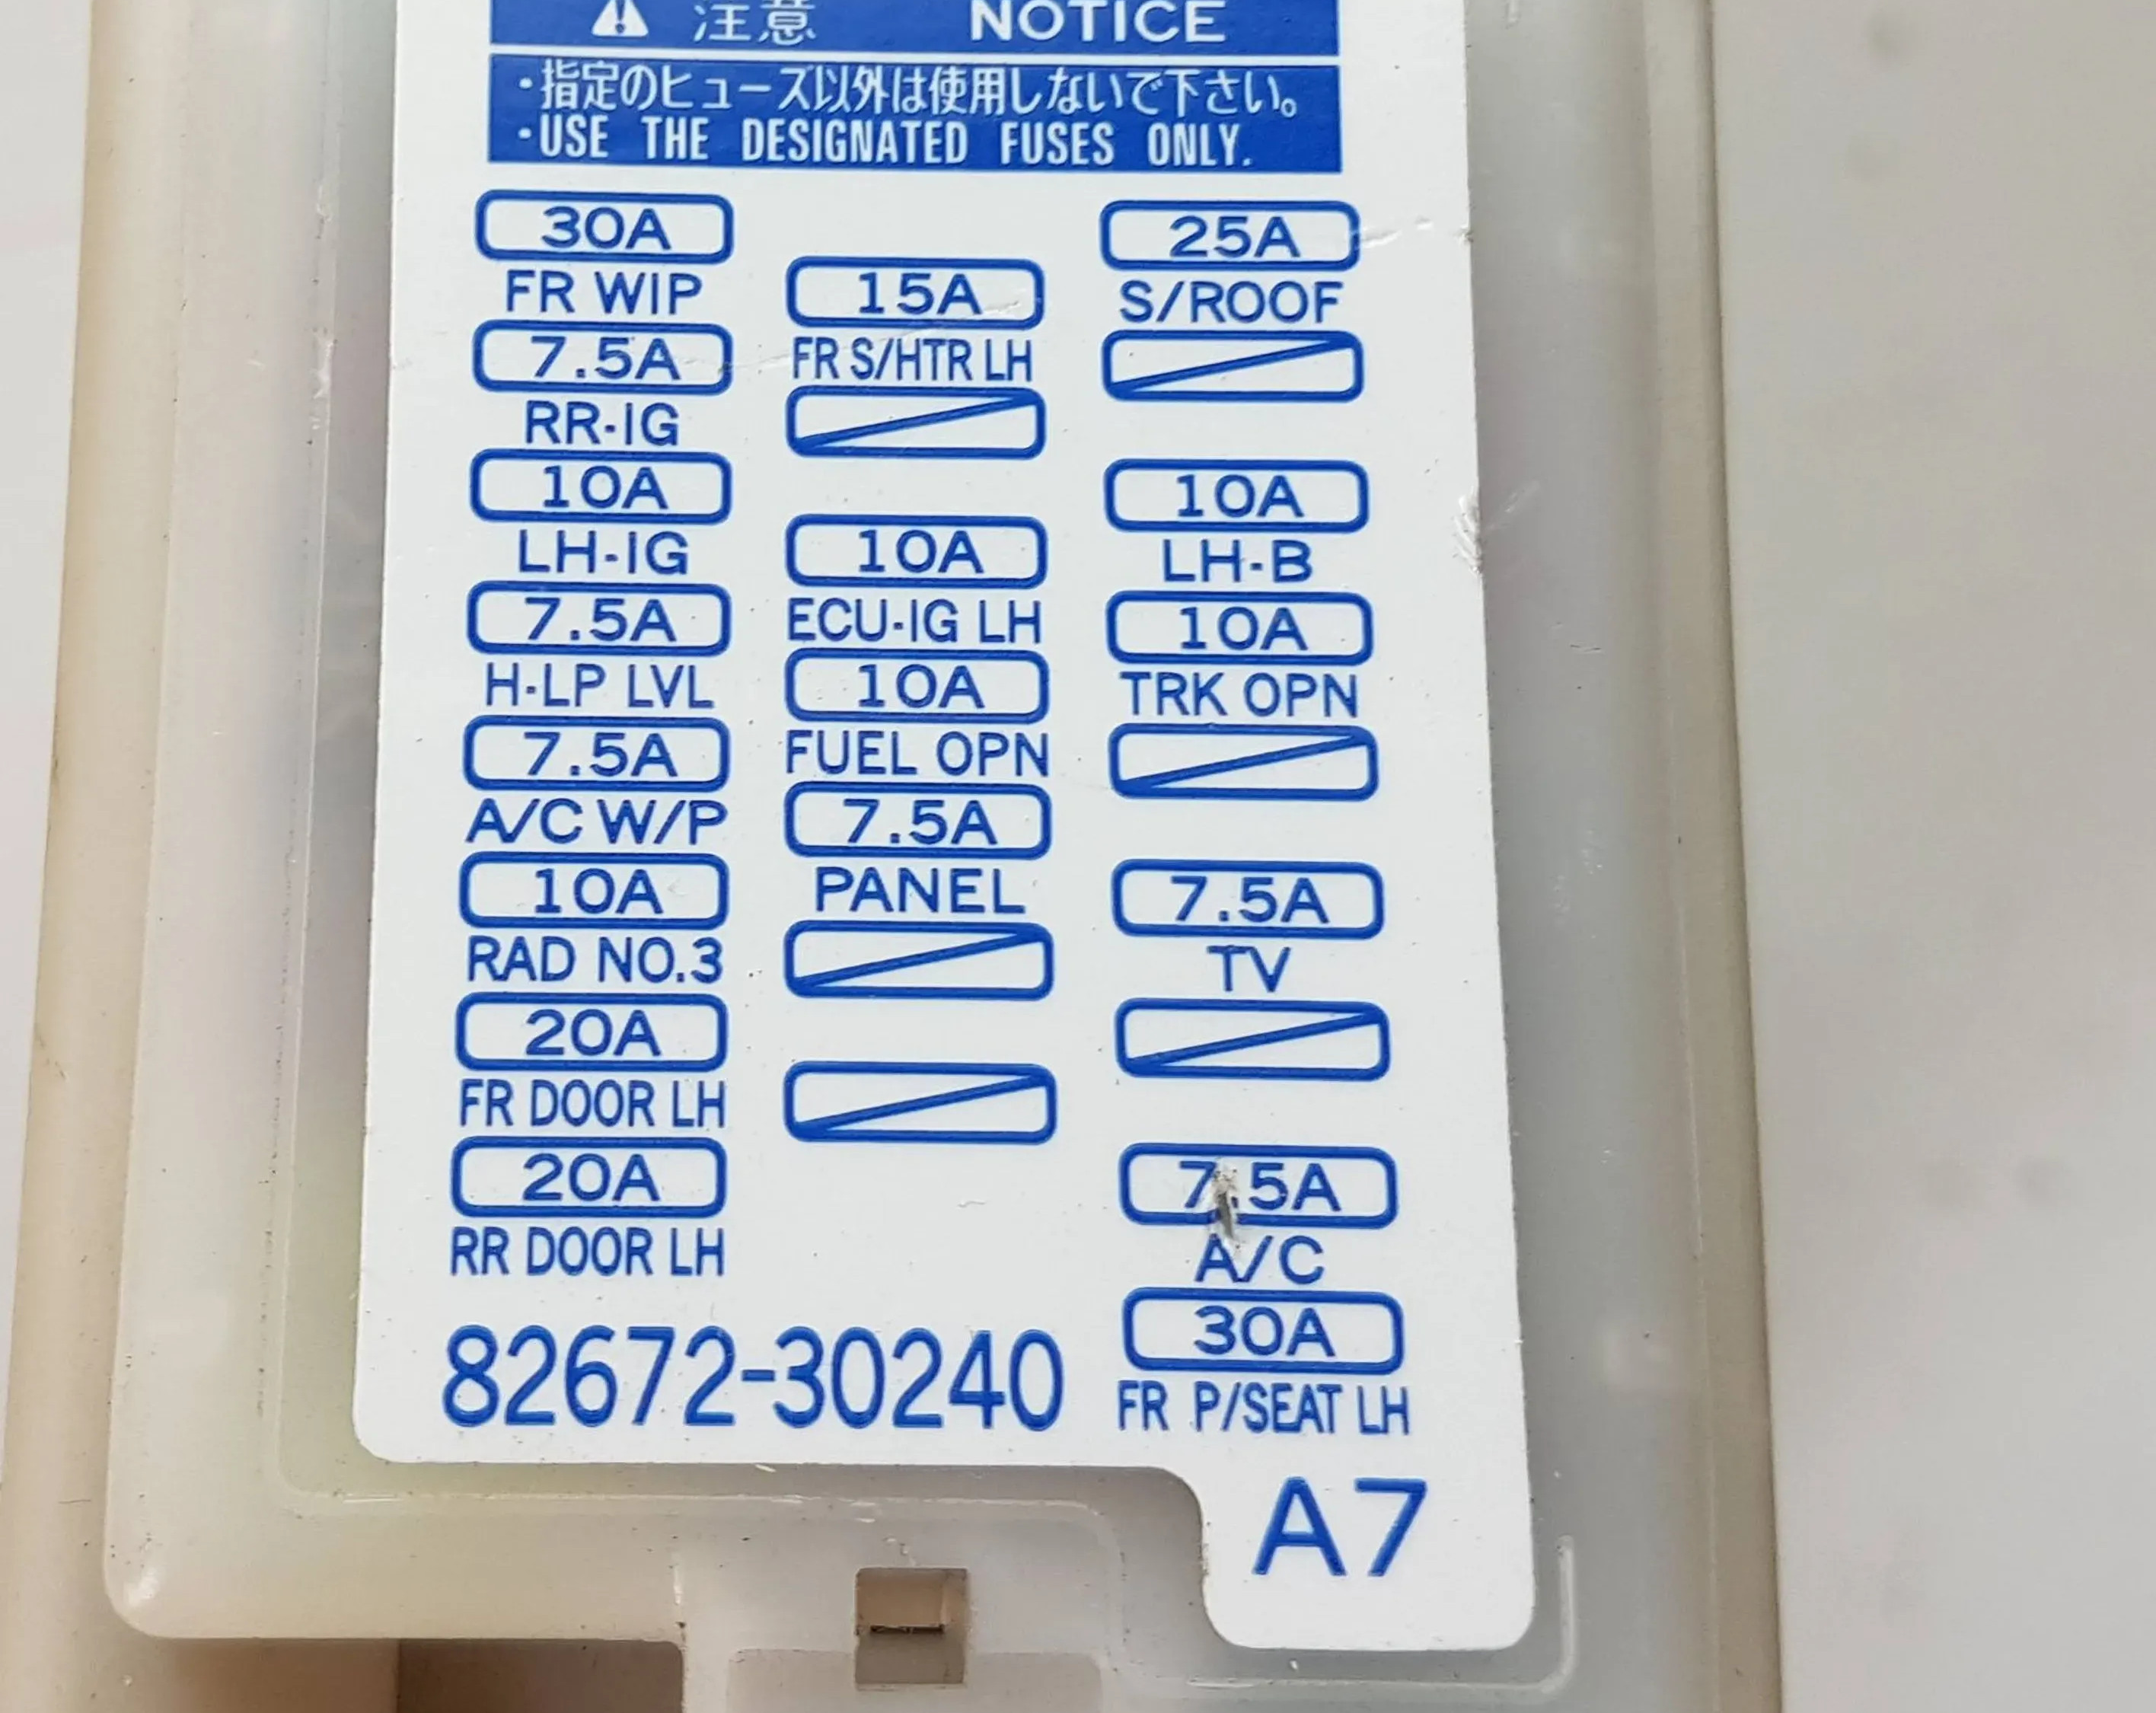 注意 NOTICE
・指定のヒューズ以外は使用しないで下さい。
・USE THE DESIGNATED FUSES ONLY.
30A
FR WIP
7.5A
RR-IG
10A
LH-IG
7.5A
H-LP LVL
7.5A
A/C W/P
10A
RAD NO.3
20A
FR DOOR LH
20A
RR DOOR LH
15A
FR S/HTR LH
10A
ECU-IG LH
10A
FUEL OPN
7.5A
PANEL
25A
S/ROOF
10A
LH-B
10A
TRK OPN
7.5A
TV
7.5A
A/C
30A
FR P/SEAT LH
82672-30240
A7